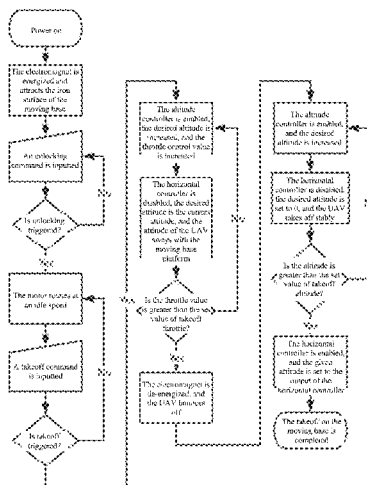 Power on
The electromagnet is
energized and
attracts the iron
surface of the
moving base
An unlocking
command is inputted
Is unlocking
triggered?
No
Yes
The motor rotates at
an idle speed
A takeoff command
is inputted
No
Is takeoff
triggered?
Yes
The altitude
controller is enabled,
the desired altitude is
increased, and the
throttle control value
is increased
The horizontal
controller is
disabled, the desired
attitude is the current
attitude, and the
attitude of the UAV
sways with the
moving base
platform
No
Is the throttle value
is greater than the set
value of takeoff
throttle?
Yes
The electromagnet is
de-energized, and
the UAV
off
The altitude
controller is enabled,
and the desired
altitude is increased
The horizontal
controller is disabled,
the desired attitude is
set to 0, and the UAV
takes off stably
Is the altitude is
greater than the set
value of takeoff
altitude?
Yes
The horizontal
controller is enabled,
and the given
attitude is set to the
output of the
horizontal controller
The takeoff on the
moving base is
completed